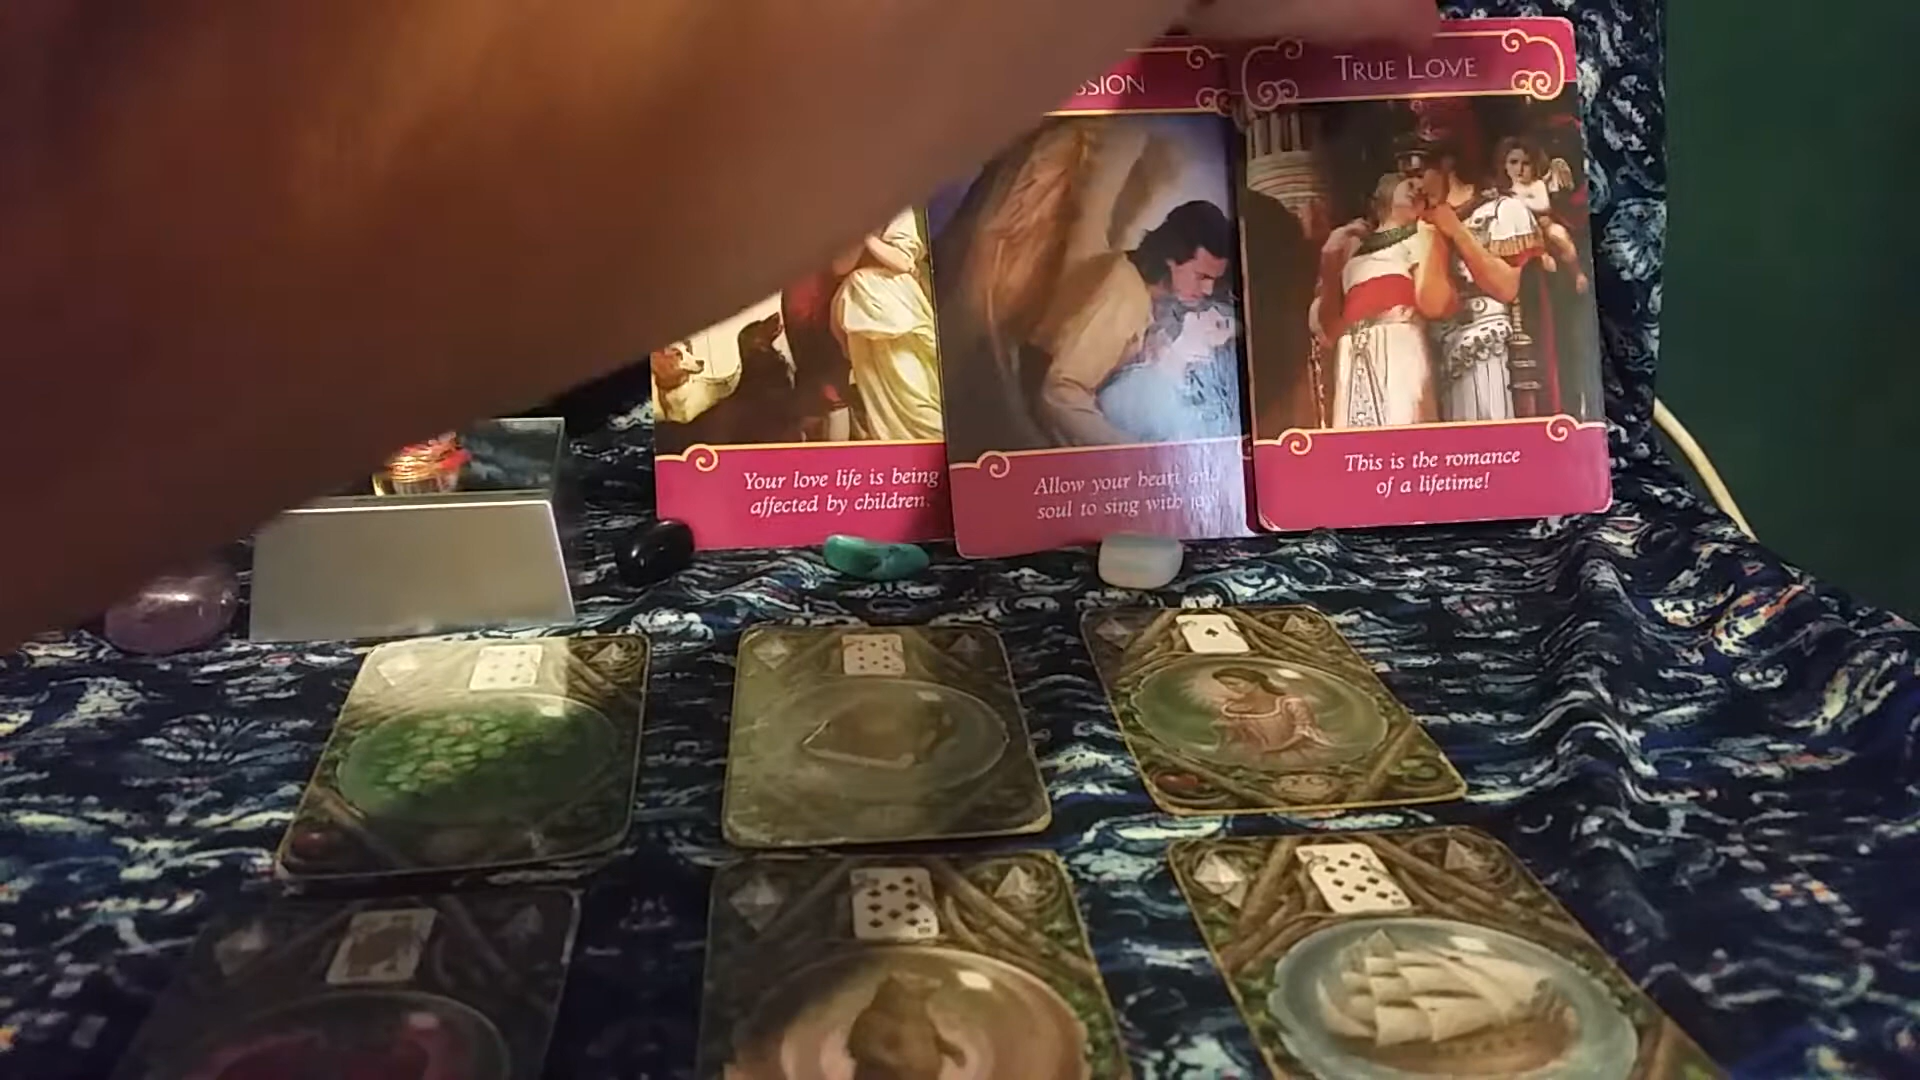 SSION
TRUE LOVE
Your love life is being
affected by children.
Allow your heart and
soul to sing with joy!
This is the romance
of a lifetime!